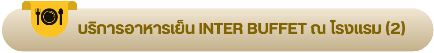 บริการอาหารเย็น INTER BUFFET ณ โรงแรม (2)